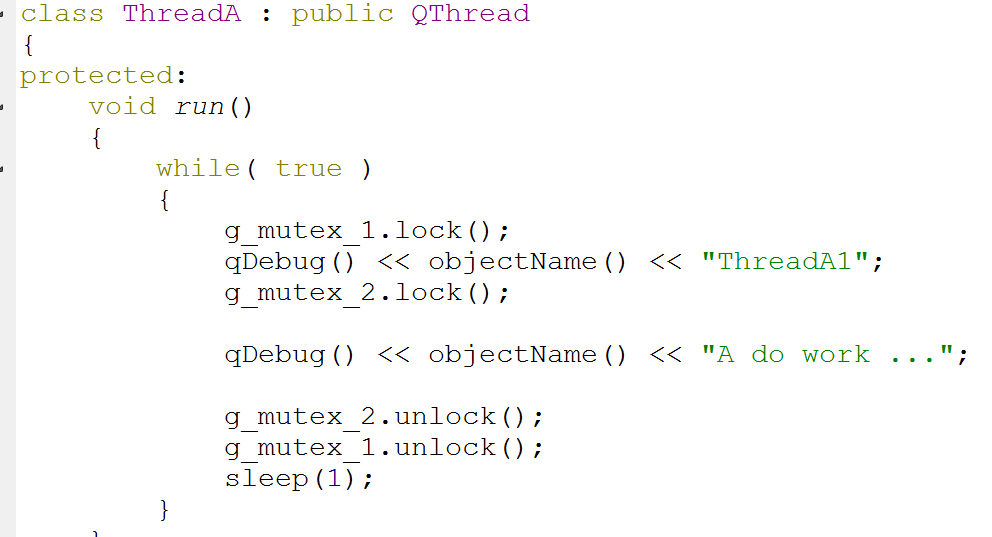 class ThreadA : public QThread
{
protected:
    void run()
    {
        while( true )
        {
            g_mutex_1.lock();
            qDebug() << objectName() << "ThreadA1";
            g_mutex_2.lock();

            qDebug() << objectName() << "A do work ...";

            g_mutex_2.unlock();
            g_mutex_1.unlock();
            sleep(1);
        }
    }